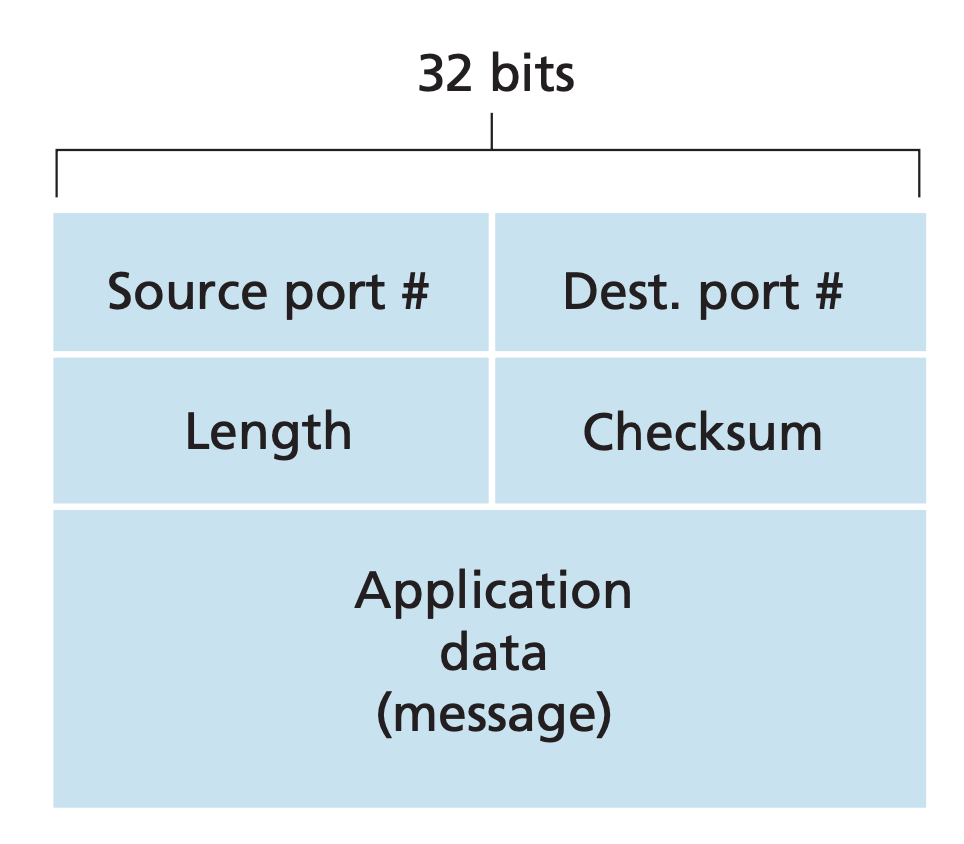 32 bits
Source port #
Dest. port #
Length
Checksum
Application
data
(message)